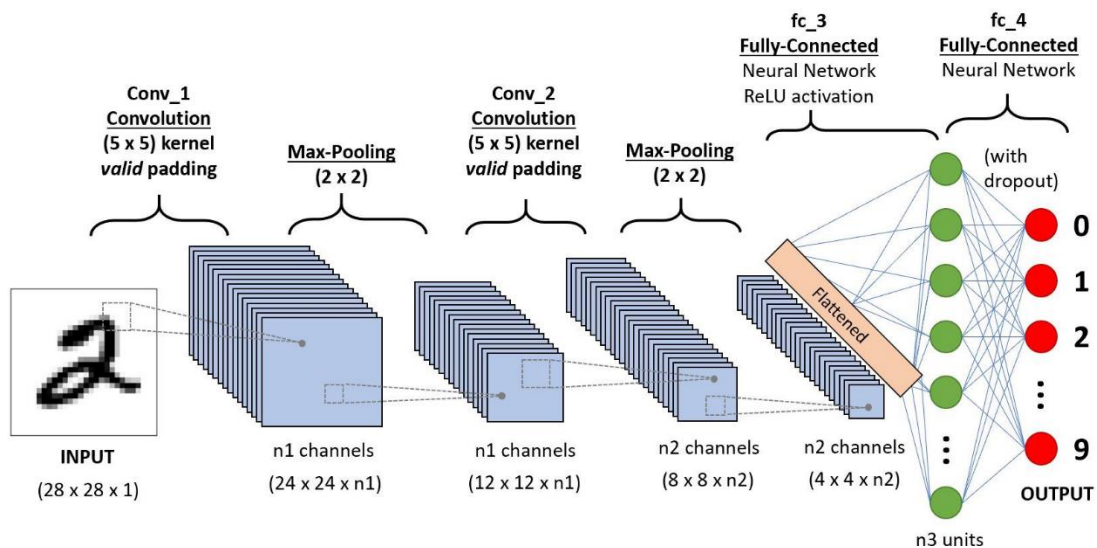 Conv_1
Convolution
(5 x 5) kernel
valid padding
Max-Pooling
(2 x 2)
Conv_2
Convolution
(5 x 5) kernel
valid padding
Max-Pooling
(2 x 2)
fc_3
Fully-Connected
Neural Network
ReLU activation
fc_4
Fully-Connected
Neural Network
(with
dropout)
Flattened
0
1
2
9
INPUT
(28 x 28 x 1)
n1 channels
(24 x 24 x n1)
n1 channels
(12 x 12 x n1)
n2 channels
(8 x 8 x n2)
n2 channels
(4 x 4 x n2)
n3 units
OUTPUT
2